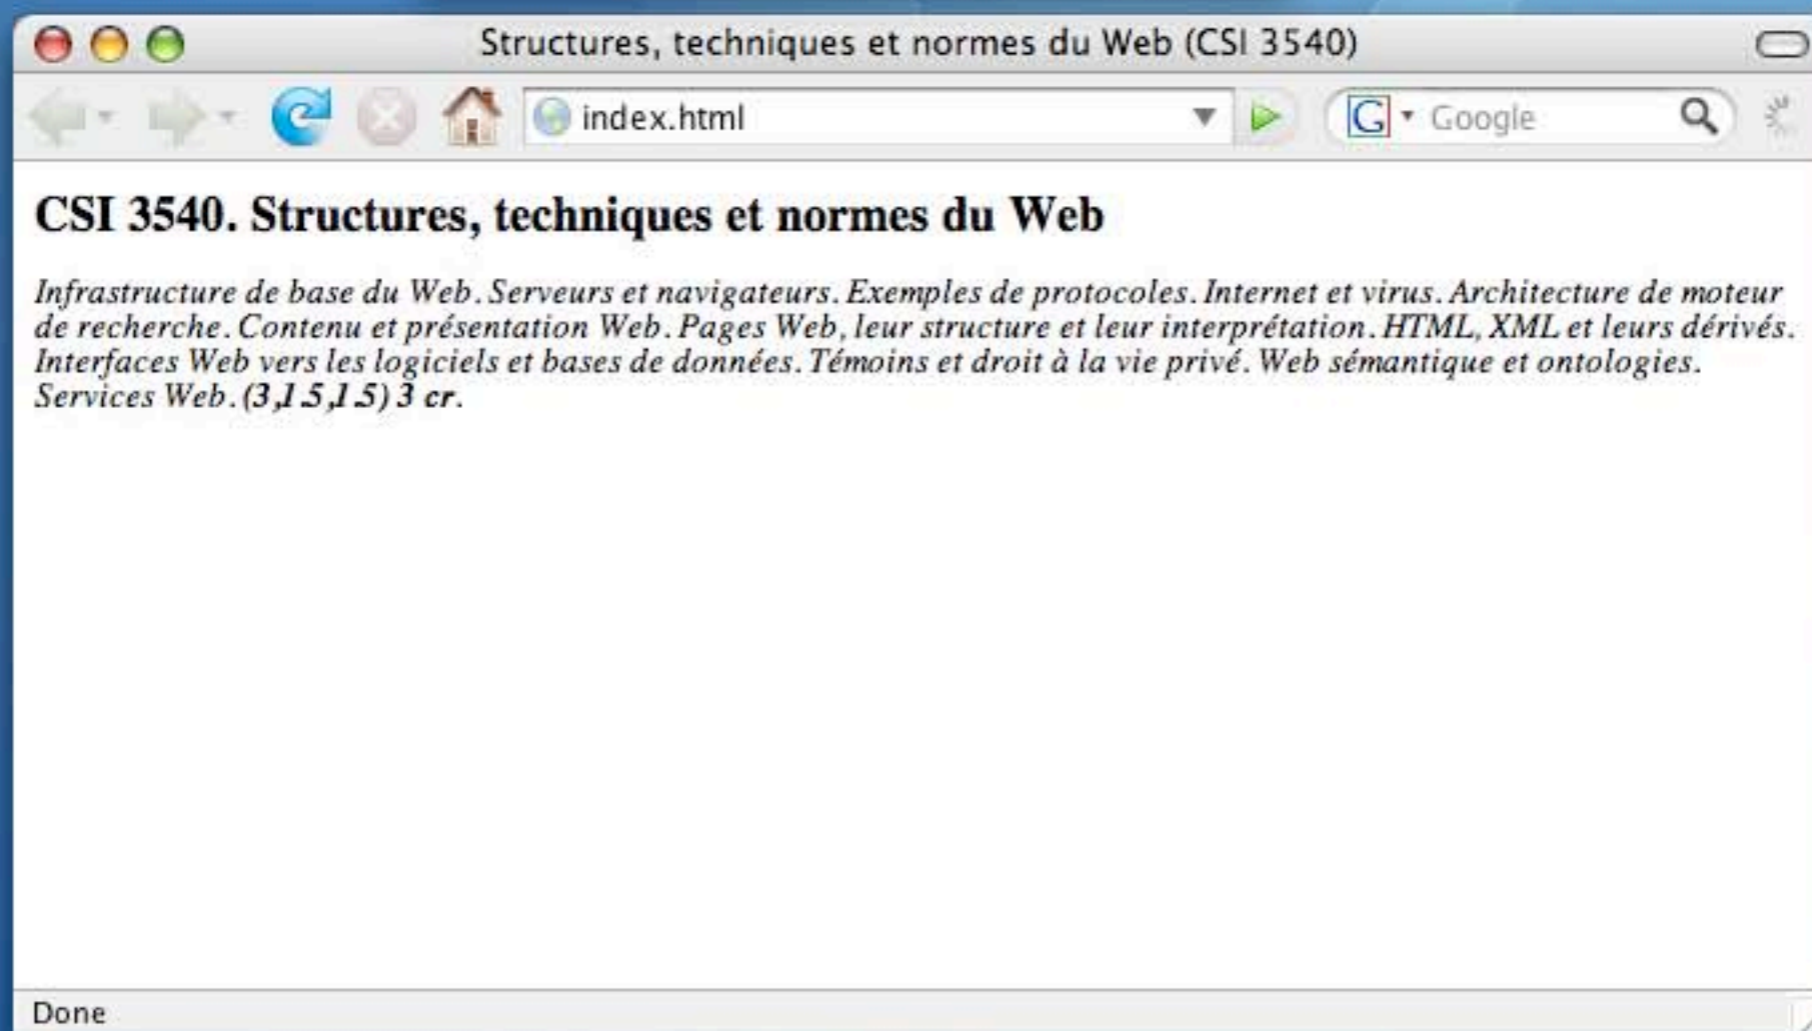 Structures, techniques et normes du Web (CSI 3540)
index.html
G Google
CSI 3540. Structures, techniques et normes du Web
Infrastructure de base du Web. Serveurs et navigateurs. Exemples de protocoles. Internet et virus. Architecture de moteur
de recherche. Contenu et présentation Web. Pages Web, leur structure et leur interprétation. HTML, XML et leurs dérivés.
Interfaces Web vers les logiciels et bases de données. Témoins et droit à la vie privé. Web sémantique et ontologies.
Services Web. (3,1.5,1.5) 3 cr.
Done